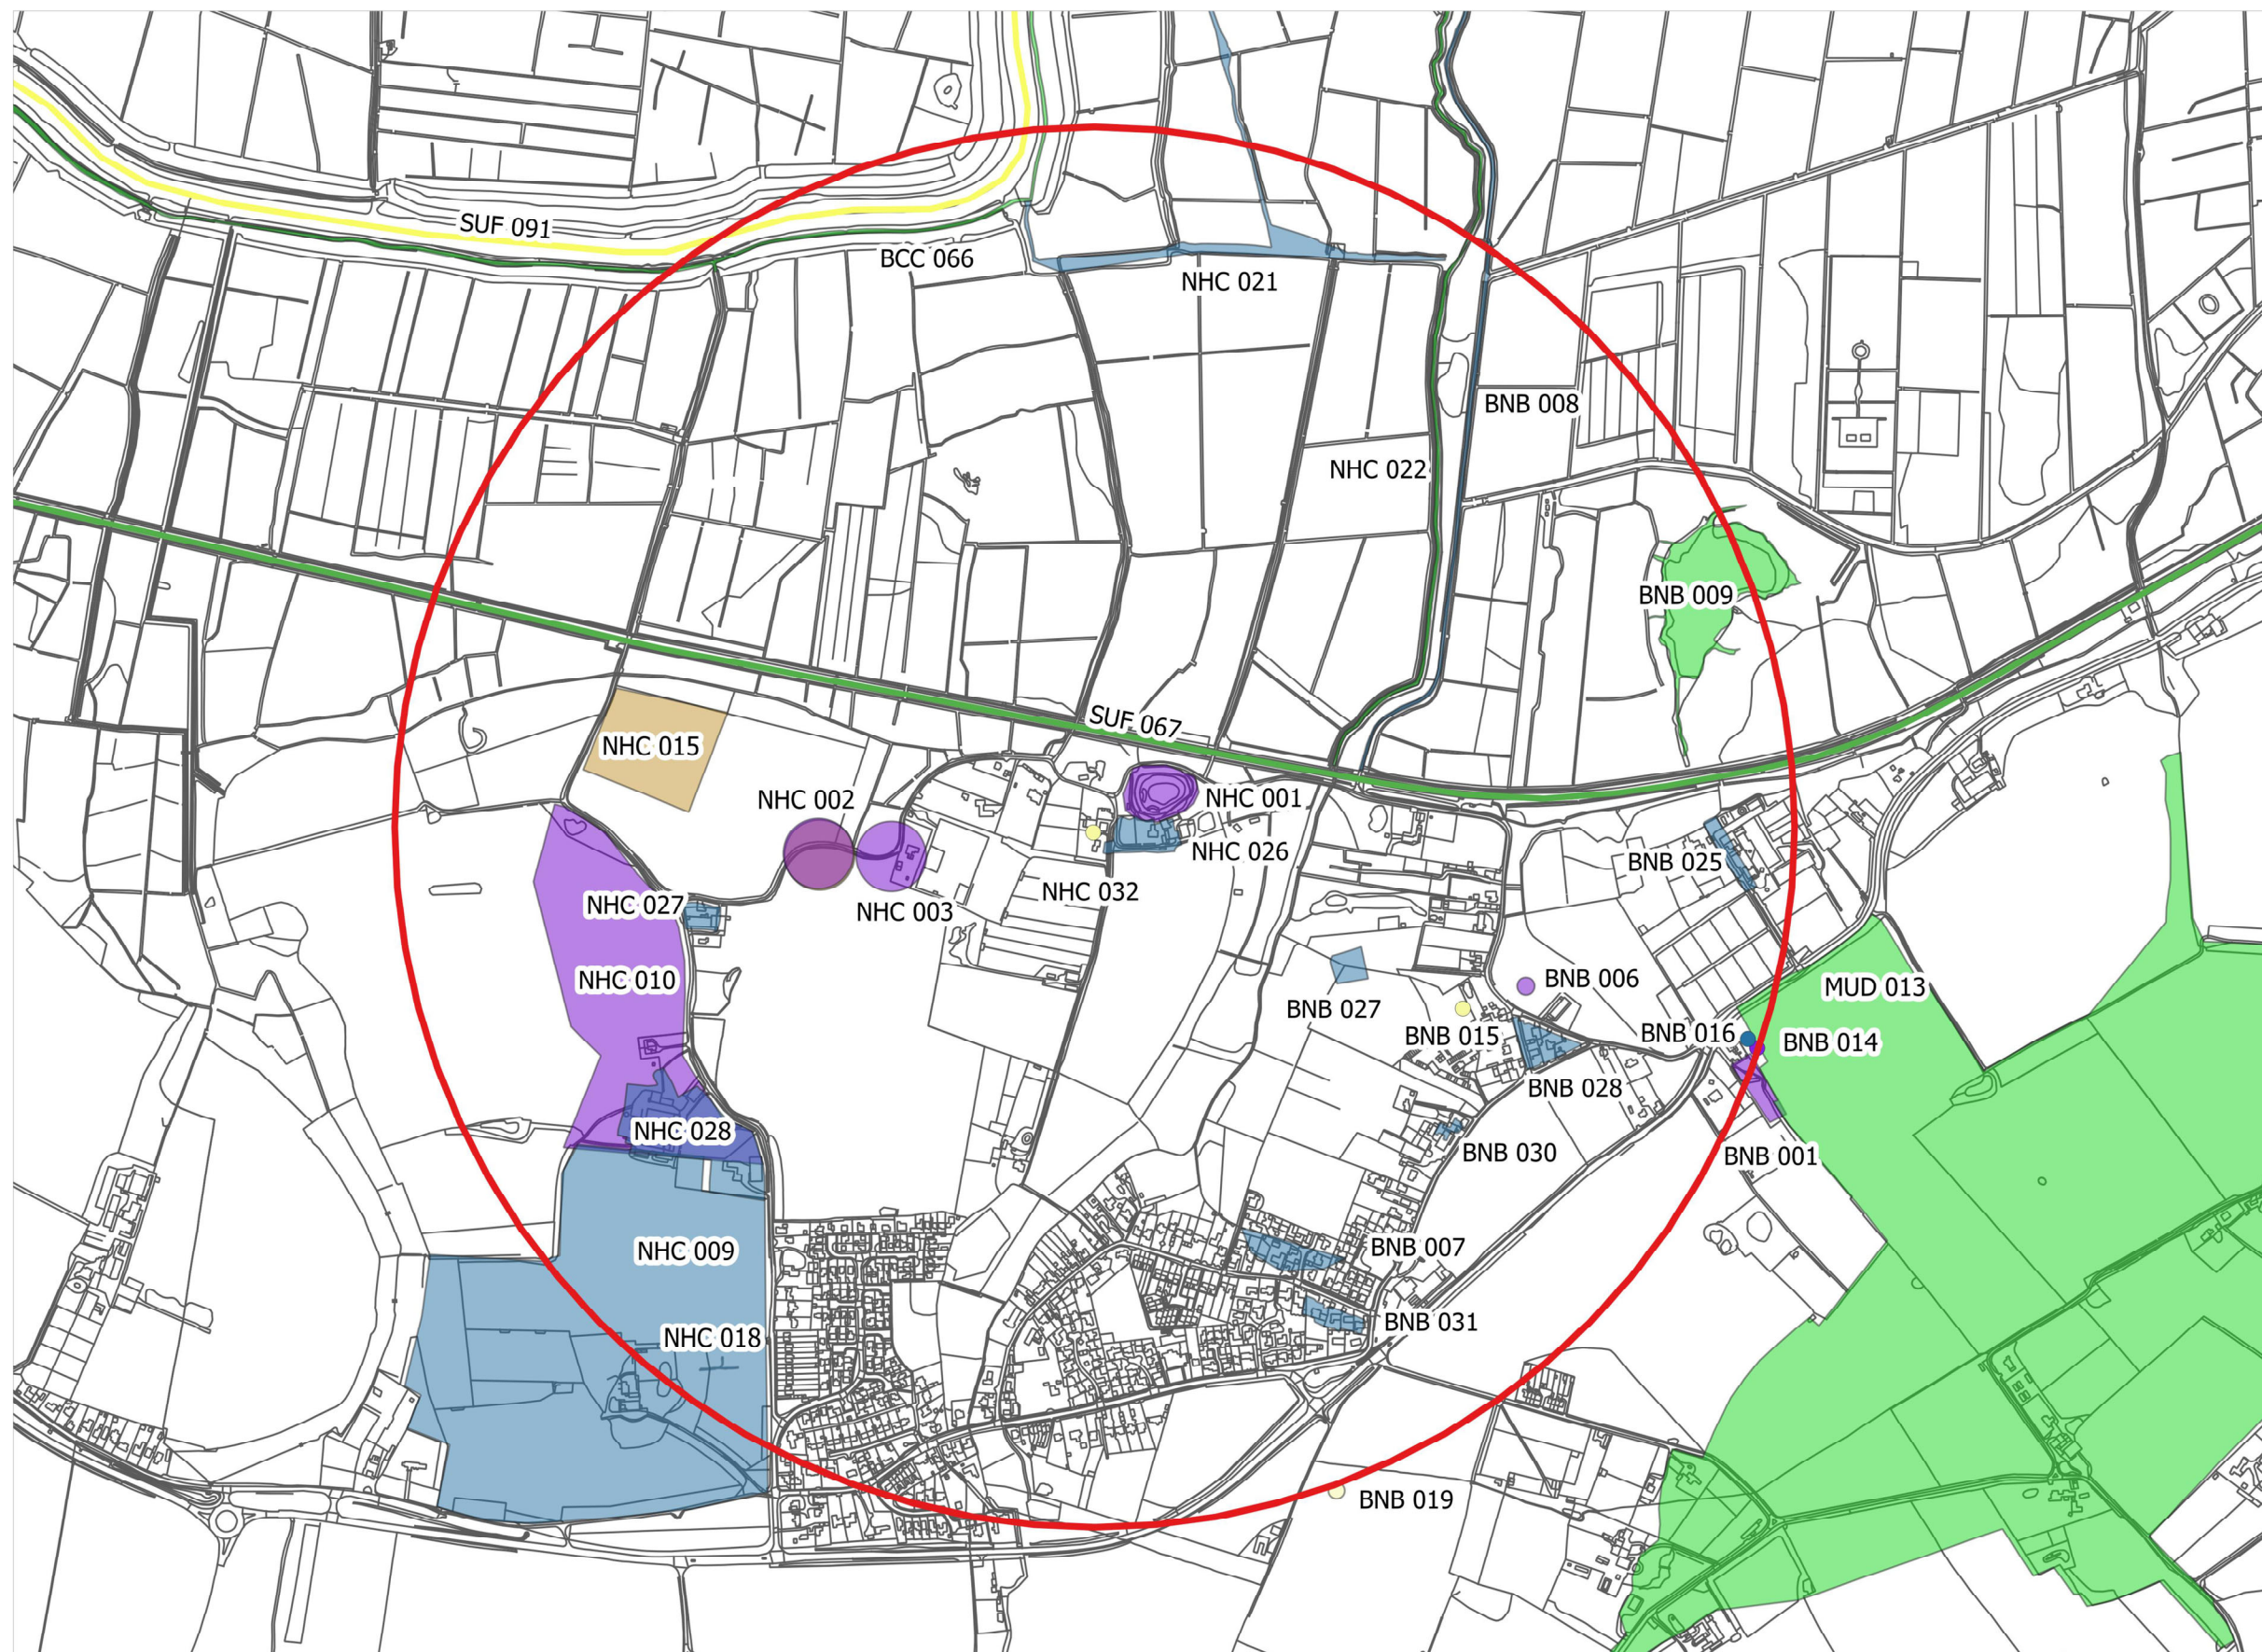 SUF 091
BCC 066
NHC 021
BNB 008
NHC 022
BNB 009
SUF 067
NHC 015
NHC 002
NHC 001
NHC 026
BNB 025
NHC 032
NHC 027
NHC 003
NHC 010
BNB 006
MUD 013
BNB 027
BNB 015
BNB 016
BNB 014
BNB 028
NHC 028
BNB 030
BNB 001
NHC 009
BNB 007
NHC 018
BNB 031
BNB 019